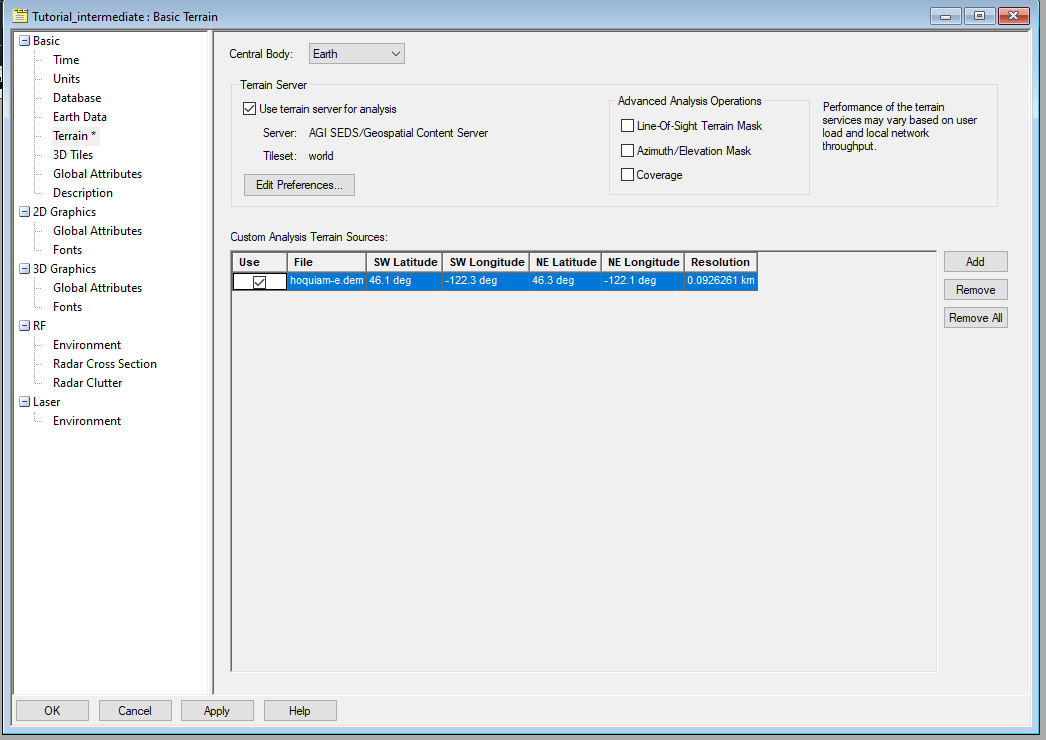 Tutorial_intermediate : Basic Terrain
Basic
Time
Units
Database
Earth Data
Terrain *
3D Tiles
Global Attributes
Description
2D Graphics
Global Attributes
Fonts
3D Graphics
Global Attributes
Fonts
RF
Environment
Radar Cross Section
Radar Clutter
Laser
Environment
Central Body: Earth
Terrain Server
Use terrain server for analysis
Server: AGI SEDS/Geospatial Content Server
Tileset: world
Edit Preferences...
Advanced Analysis Operations
Line-Of-Sight Terrain Mask
Azimuth/Elevation Mask
Coverage
Performance of the terrain
services may vary based on user
load and local network
throughput.
Custom Analysis Terrain Sources:
Use File SW Latitude SW Longitude NE Latitude NE Longitude Resolution
hoquiam-e.dem 46.1 deg -122.3 deg 46.3 deg -122.1 deg 0.0926261 km
Add
Remove
Remove All
OK Cancel Apply Help